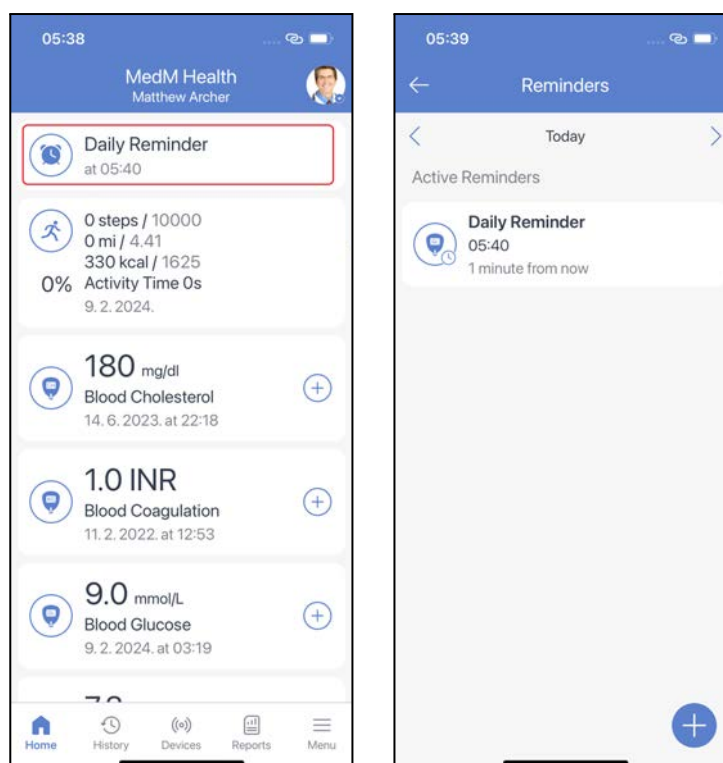 05:38
MedM Health
Matthew Archer
Daily Reminder
at 05:40
0 steps / 10000
0 mi / 4.41
330 kcal / 1625
0% Activity Time 0s
9. 2. 2024.
180 mg/dl
Blood Cholesterol
14. 6. 2023. at 22:18
1.0 INR
Blood Coagulation
11. 2. 2022. at 12:53
9.0 mmol/L
Blood Glucose
9. 2. 2024. at 03:19
Home History Devices Reports Menu
05:39
Reminders
Today
Active Reminders
Daily Reminder
05:40
1 minute from now